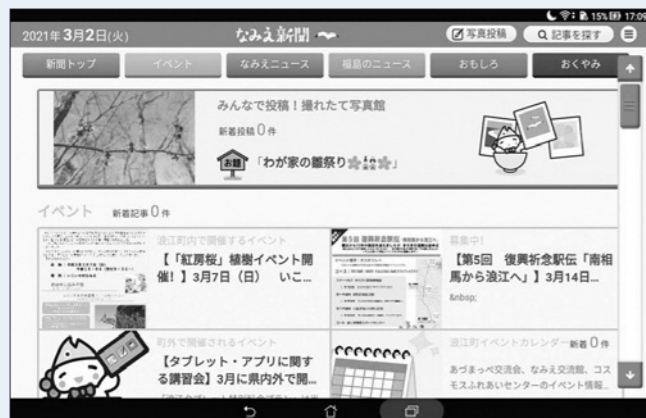 15% 17:09
2021年3月2日(火)
なみえ新聞
写真投稿
記事を探す
新聞トップ
イベント
なみえニュース
福島のニュース
おもしろ
おくやみ
みんなで投稿！撮れたて写真館
新着投稿0件
お題
「わが家の雛祭り🌸🎎🌸」
イベント 新着記事0件
浪江町内で開催するイベント
【「紅房桜」植樹イベント開
催！】3月7日（日） いこ…
第5回 復興祈念駅伝
募集中！
【第5回 復興祈念駅伝「南相
馬から浪江へ」】3月14日…
&nbsp;
町外で開催されるイベント
【タブレット・アプリに関す
る講習会】3月に県内外で開…
浪江町イベントカレンダー 新着0件
あづまっぺ交流会、なみえ交流館、コス
モスふれあいセンターのイベント情報…